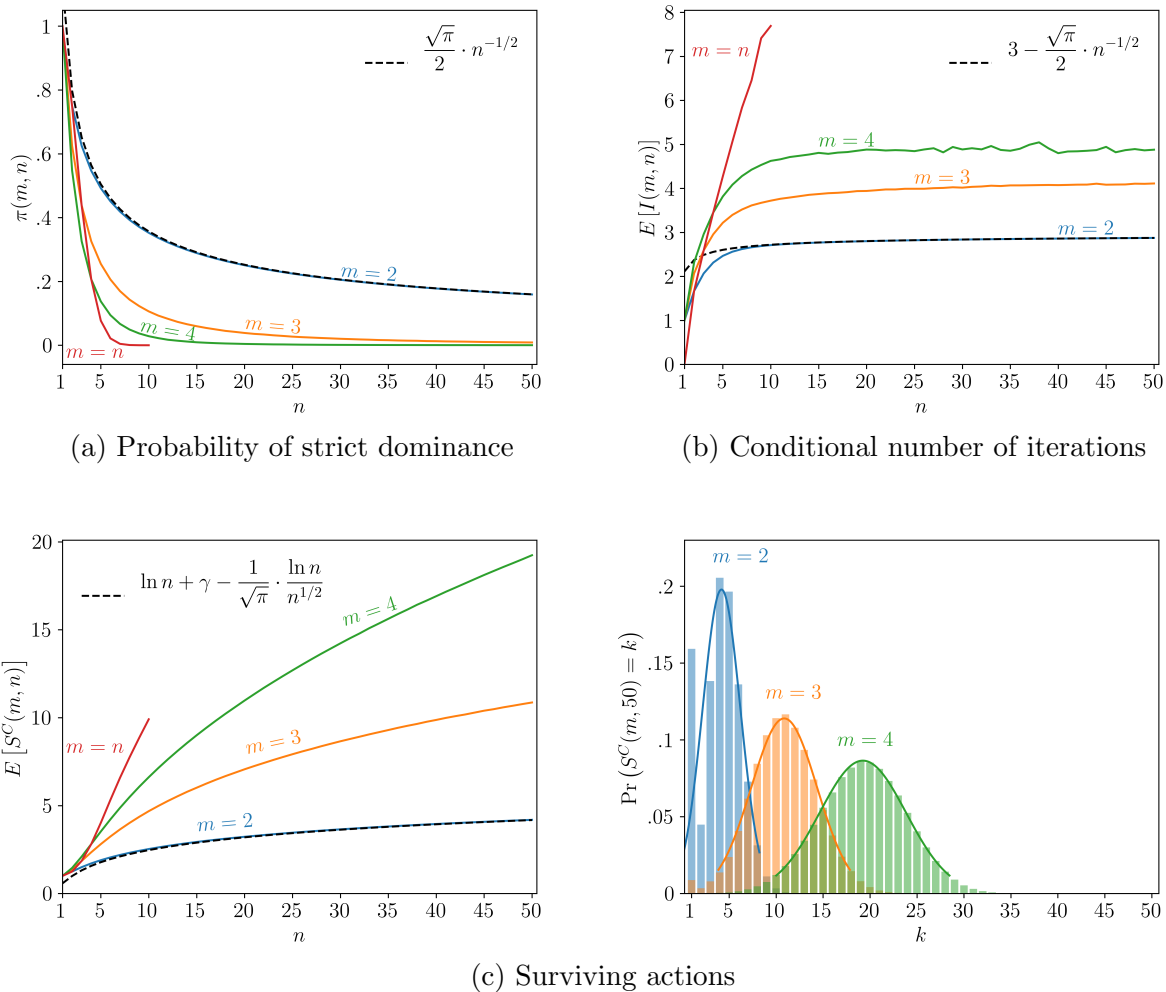 π(m, n)
1
.8
.6
.4
.2
0
√π/2 · n^{−1/2}
m = 2
m = 3
m = 4
m = n
1 5 10 15 20 25 30 35 40 45 50
n
(a) Probability of strict dominance
E [I(m, n)]
8
7
6
5
4
3
2
1
0
3 − √π/2 · n^{−1/2}
m = n
m = 4
m = 3
m = 2
1 5 10 15 20 25 30 35 40 45 50
n
(b) Conditional number of iterations
E [S^C(m, n)]
20
15
10
5
0
ln n + γ − 1/√π · ln n/n^{1/2}
m = 4
m = n
m = 3
m = 2
1 5 10 15 20 25 30 35 40 45 50
n
Pr (S^C(m, 50) = k)
.2
.15
.1
.05
0
m = 2
m = 3
m = 4
1 5 10 15 20 25 30 35 40 45 50
k
(c) Surviving actions